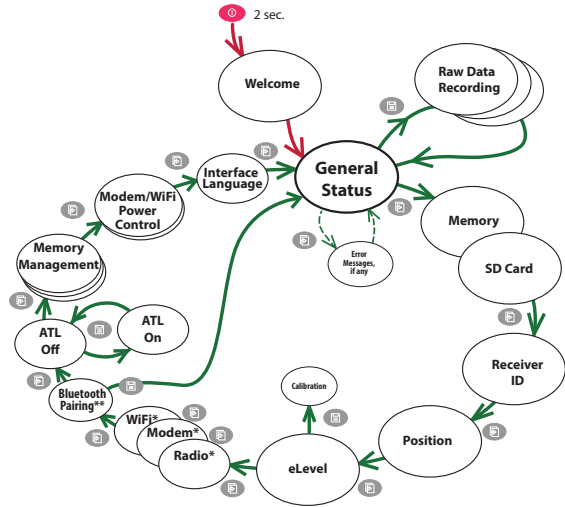 2 sec.
Welcome
Raw Data
Recording
General
Status
Interface
Language
Modem/WiFi
Power
Control
Memory
SD Card
Error
Messages,
if any
Memory
Management
ATL
Off
ATL
On
Receiver
ID
Bluetooth
Pairing**
Calibration
WiFi*
Modem*
Radio*
eLevel
Position